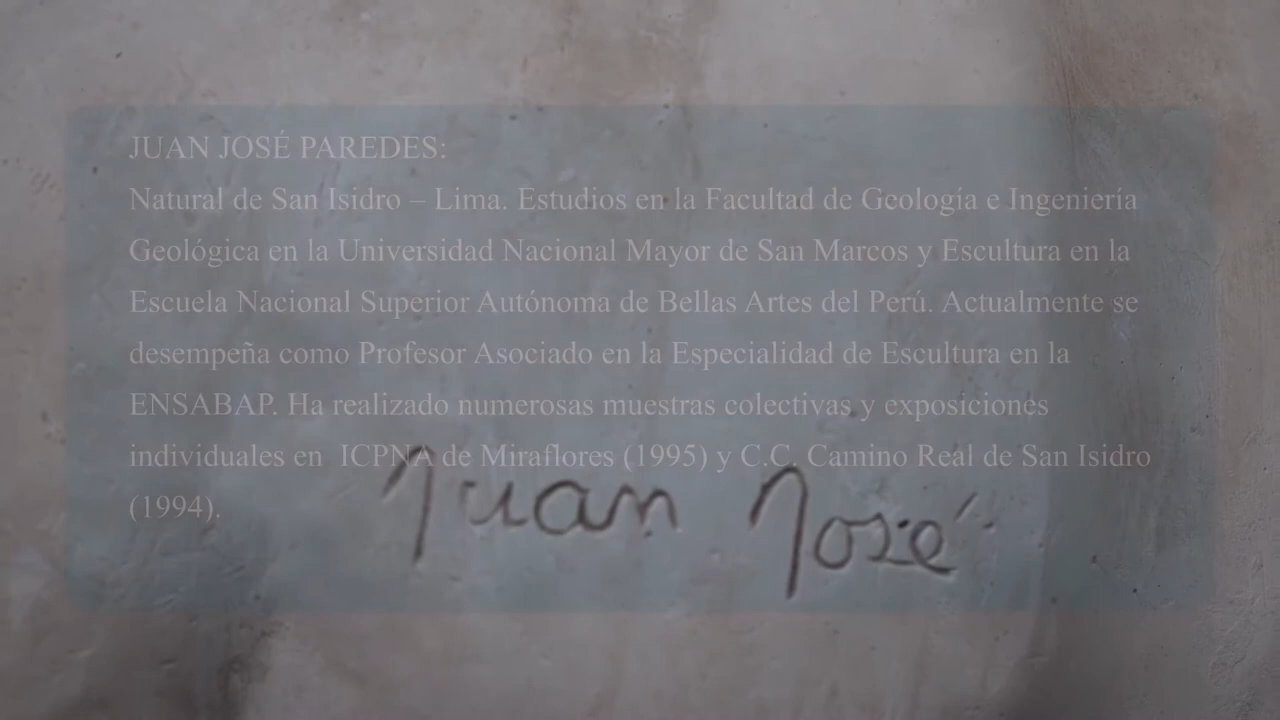 JUAN JOSÉ PAREDES:
Natural de San Isidro – Lima. Estudios en la Facultad de Geología e Ingeniería
Geológica en la Universidad Nacional Mayor de San Marcos y Escultura en la
Escuela Nacional Superior Autónoma de Bellas Artes del Perú. Actualmente se
desempeña como Profesor Asociado en la Especialidad de Escultura en la
ENSABAP. Ha realizado numerosas muestras colectivas y exposiciones
individuales en  ICPNA de Miraflores (1995) y C.C. Camino Real de San Isidro
(1994).
Juan José